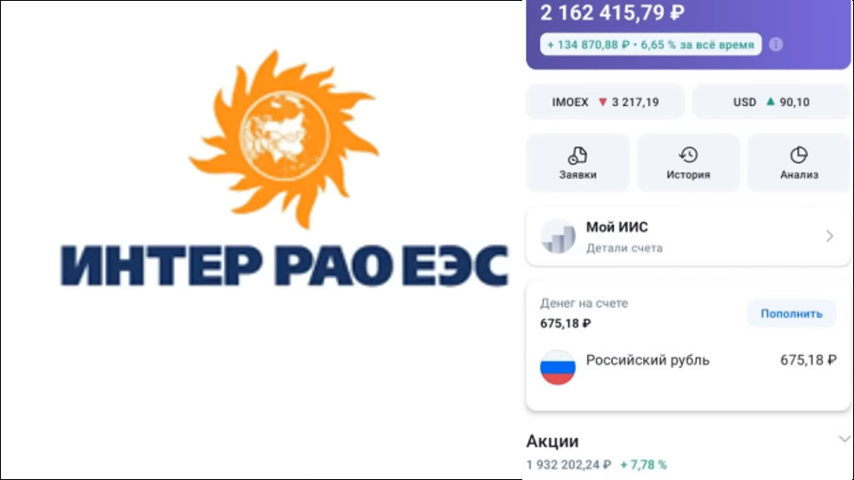 ИНТЕР РАО ЕЭС
2 162 415,79 ₽
+ 134 870,88 ₽ • 6,65 % за всё время
IMOEX ▼ 3 217,19
USD ▲ 90,10
Заявки
История
Анализ
Мой ИИС
Детали счета
Денег на счете
675,18 ₽
Пополнить
Российский рубль 675,18 ₽
Акции
1 932 202,24 ₽ + 7,78 %